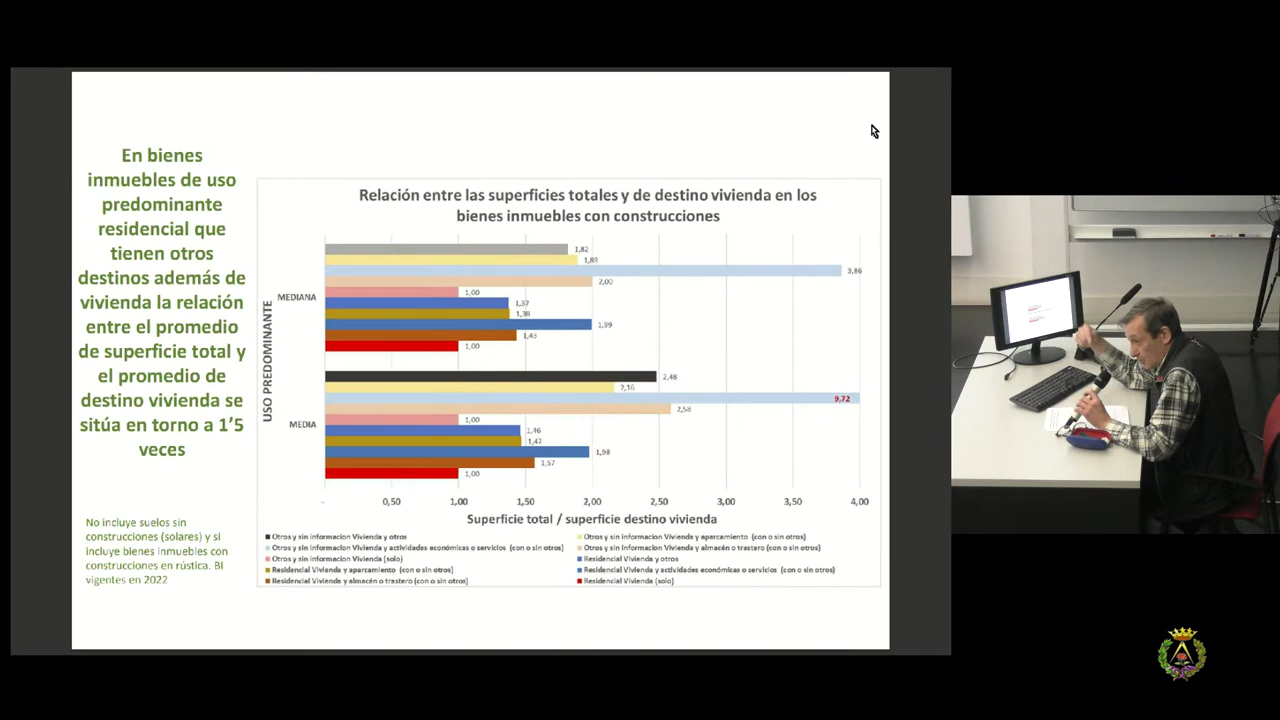 En bienes
inmuebles de uso
predominante
residencial que
tienen otros
destinos además de
vivienda la relación
entre el promedio
de superficie total y
el promedio de
destino vivienda se
sitúa en torno a 1'5
veces
No incluye suelos sin
construcciones (solares) y si
incluye bienes inmuebles con
construcciones en rústica. BI
vigentes en 2022
Relación entre las superficies totales y de destino vivienda en los
bienes inmuebles con construcciones
USO PREDOMINANTE
MEDIANA
1,82
1,89
3,86
2,00
1,00
1,37
1,38
1,99
1,43
1,00
MEDIA
2,48
2,16
9,72
2,58
1,00
1,46
1,47
1,98
1,57
1,00
- 0,50 1,00 1,50 2,00 2,50 3,00 3,50 4,00
Superficie total / superficie destino vivienda
Otros y sin informacion Vivienda y otros
Otros y sin informacion Vivienda y aparcamiento (con o sin otros)
Otros y sin informacion Vivienda y actividades económicas o servicios (con o sin otros)
Otros y sin informacion Vivienda y almacén o trastero (con o sin otros)
Otros y sin informacion Vivienda (solo)
Residencial Vivienda y otros
Residencial Vivienda y aparcamiento (con o sin otros)
Residencial Vivienda y actividades económicas o servicios (con o sin otros)
Residencial Vivienda y almacén o trastero (con o sin otros)
Residencial Vivienda (solo)